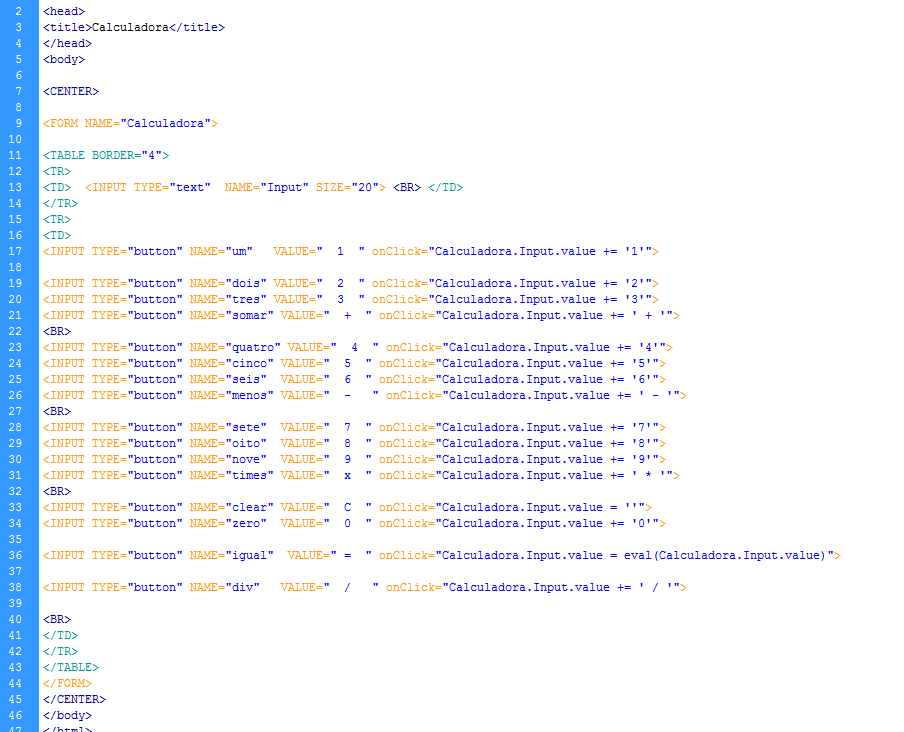 2 <head>
3 <title>Calculadora</title>
4 </head>
5 <body>
6
7 <CENTER>
8
9 <FORM NAME="Calculadora">
10
11 <TABLE BORDER="4">
12 <TR>
13 <TD>  <INPUT TYPE="text"  NAME="Input" SIZE="20"> <BR> </TD>
14 </TR>
15 <TR>
16 <TD>
17 <INPUT TYPE="button" NAME="um"   VALUE="  1  " onClick="Calculadora.Input.value += '1'">
18
19 <INPUT TYPE="button" NAME="dois" VALUE="  2  " onClick="Calculadora.Input.value += '2'">
20 <INPUT TYPE="button" NAME="tres" VALUE="  3  " onClick="Calculadora.Input.value += '3'">
21 <INPUT TYPE="button" NAME="somar" VALUE="  +  " onClick="Calculadora.Input.value += ' + '">
22 <BR>
23 <INPUT TYPE="button" NAME="quatro" VALUE="  4  " onClick="Calculadora.Input.value += '4'">
24 <INPUT TYPE="button" NAME="cinco" VALUE="  5  " onClick="Calculadora.Input.value += '5'">
25 <INPUT TYPE="button" NAME="seis"  VALUE="  6  " onClick="Calculadora.Input.value += '6'">
26 <INPUT TYPE="button" NAME="menos" VALUE="  -   " onClick="Calculadora.Input.value += ' - '">
27 <BR>
28 <INPUT TYPE="button" NAME="sete"  VALUE="  7  " onClick="Calculadora.Input.value += '7'">
29 <INPUT TYPE="button" NAME="oito"  VALUE="  8  " onClick="Calculadora.Input.value += '8'">
30 <INPUT TYPE="button" NAME="nove"  VALUE="  9  " onClick="Calculadora.Input.value += '9'">
31 <INPUT TYPE="button" NAME="times" VALUE="  x  " onClick="Calculadora.Input.value += ' * '">
32 <BR>
33 <INPUT TYPE="button" NAME="clear" VALUE="  C  " onClick="Calculadora.Input.value = ''">
34 <INPUT TYPE="button" NAME="zero"  VALUE="  0  " onClick="Calculadora.Input.value += '0'">
35
36 <INPUT TYPE="button" NAME="igual"  VALUE=" =  " onClick="Calculadora.Input.value = eval(Calculadora.Input.value)">
37
38 <INPUT TYPE="button" NAME="div"   VALUE="  /   " onClick="Calculadora.Input.value += ' / '">
39
40 <BR>
41 </TD>
42 </TR>
43 </TABLE>
44 </FORM>
45 </CENTER>
46 </body>
47 </html>